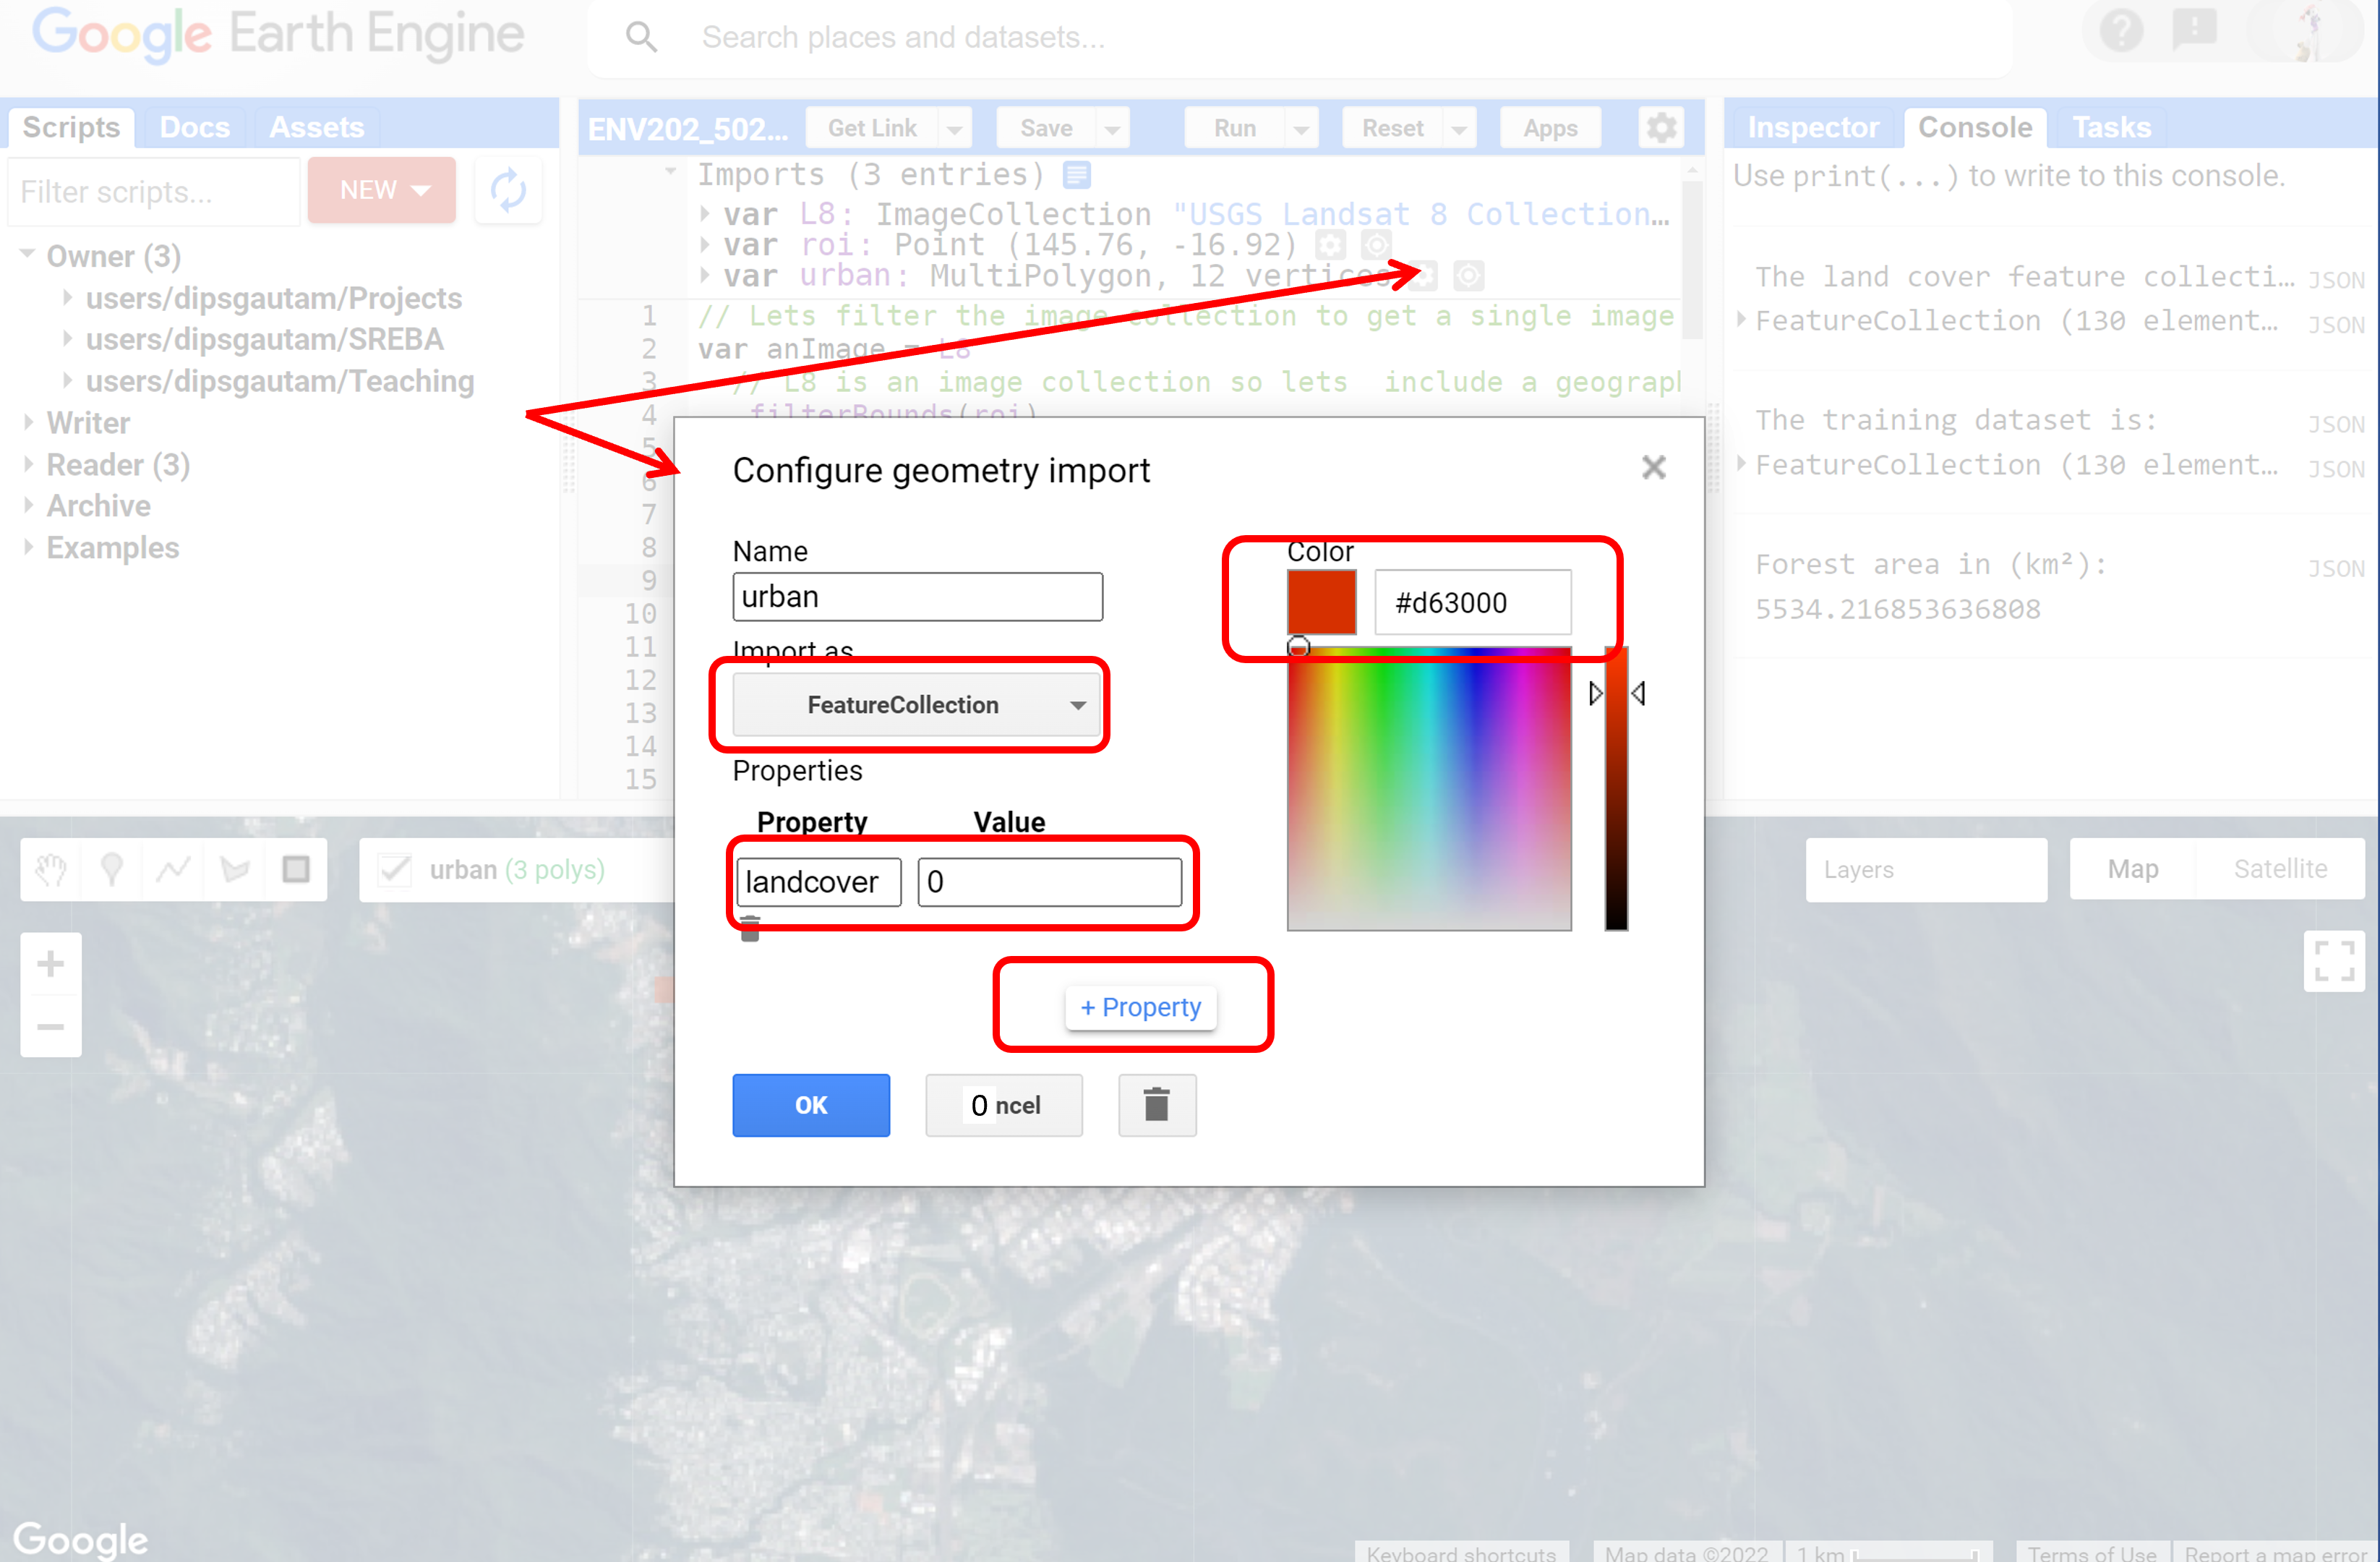 Google Earth Engine
Search places and datasets...
Scripts Docs Assets
Filter scripts... NEW
Owner (3)
users/dipsgautam/Projects
users/dipsgautam/SREBA
users/dipsgautam/Teaching
Writer
Reader (3)
Archive
Examples
ENV202_502... Get Link Save Run Reset Apps
Imports (3 entries)
var L8: ImageCollection "USGS Landsat 8 Collection…
var roi: Point (145.76, -16.92)
var urban: MultiPolygon, 12 vertices
1 // Lets filter the image collection to get a single image
2 var anImage = L8
3 // L8 is an image collection so lets  include a geograph
4 filterBounds(roi)
5
6
7
8
9
10
11
12
13
14
15
Inspector Console Tasks
Use print(...) to write to this console.
The land cover feature collecti… JSON
FeatureCollection (130 element… JSON
The training dataset is: JSON
FeatureCollection (130 element… JSON
Forest area in (km²): JSON
5534.216853636808
Configure geometry import
Name
urban
Import as
FeatureCollection
Properties
Property Value
landcover 0
+ Property
OK 0 ncel
Color
#d63000
urban (3 polys)
Layers
Map Satellite
Google
Keyboard shortcuts Map data ©2022 1 km Terms of Use Report a map error